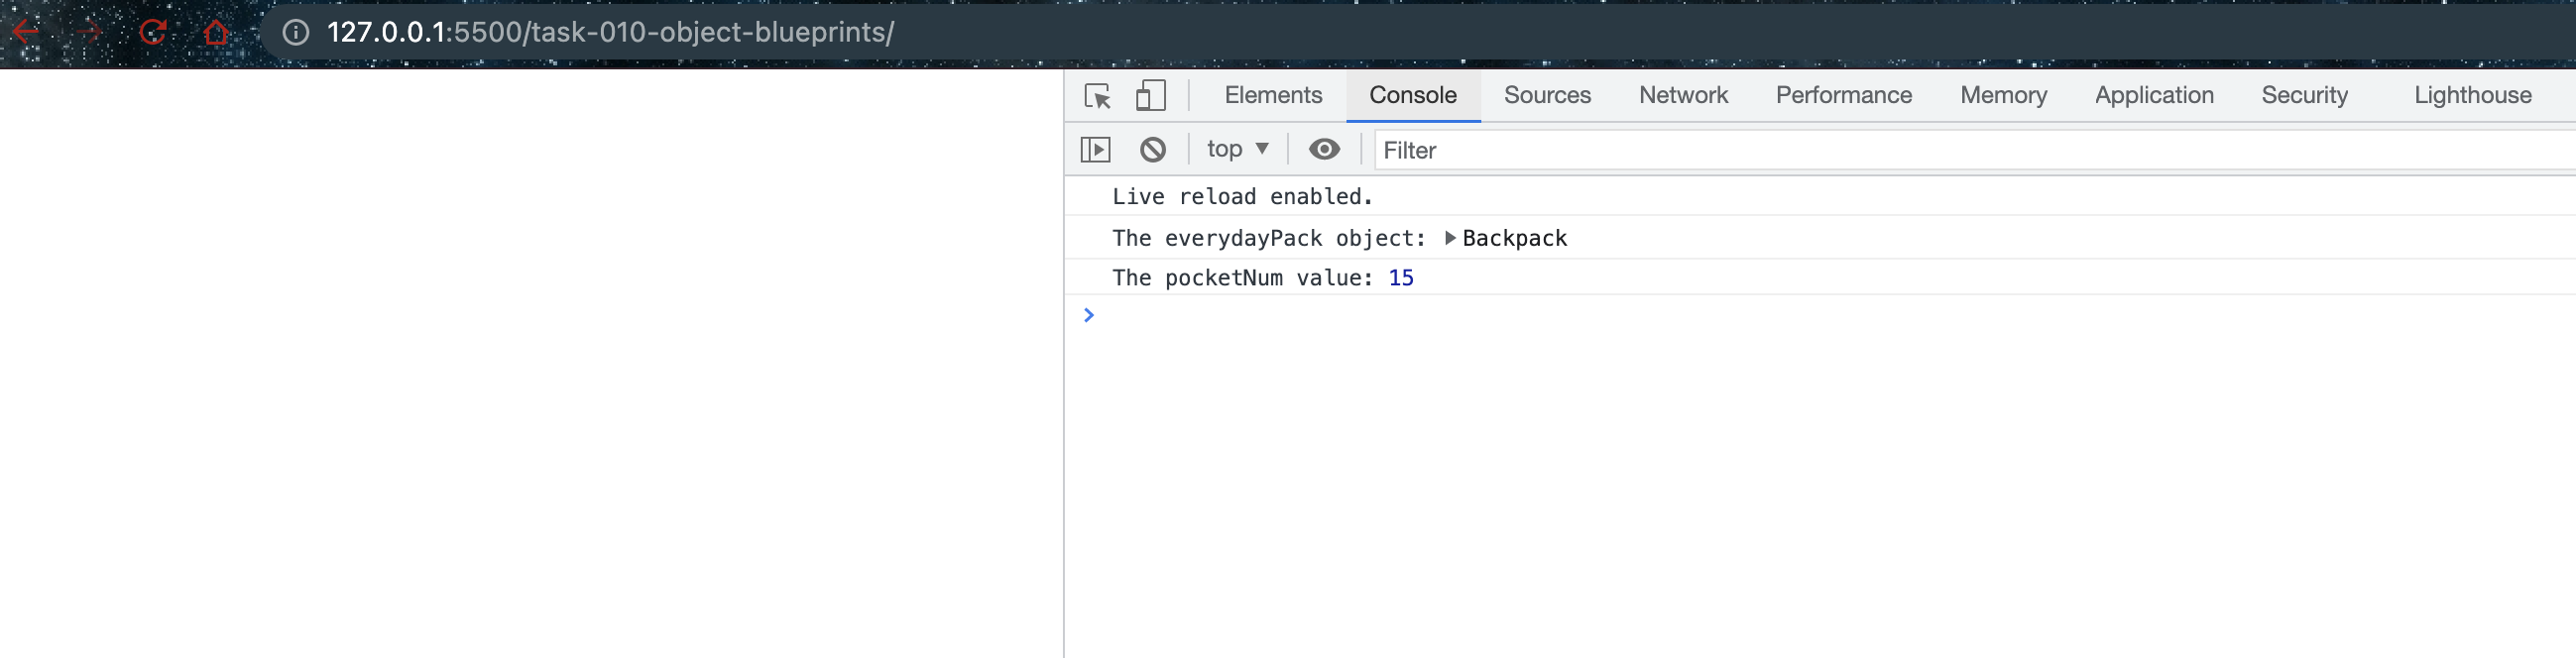 127.0.0.1:5500/task-010-object-blueprints/
Elements Console Sources Network Performance Memory Application Security Lighthouse
top Filter
Live reload enabled.
The everydayPack object: Backpack
The pocketNum value: 15